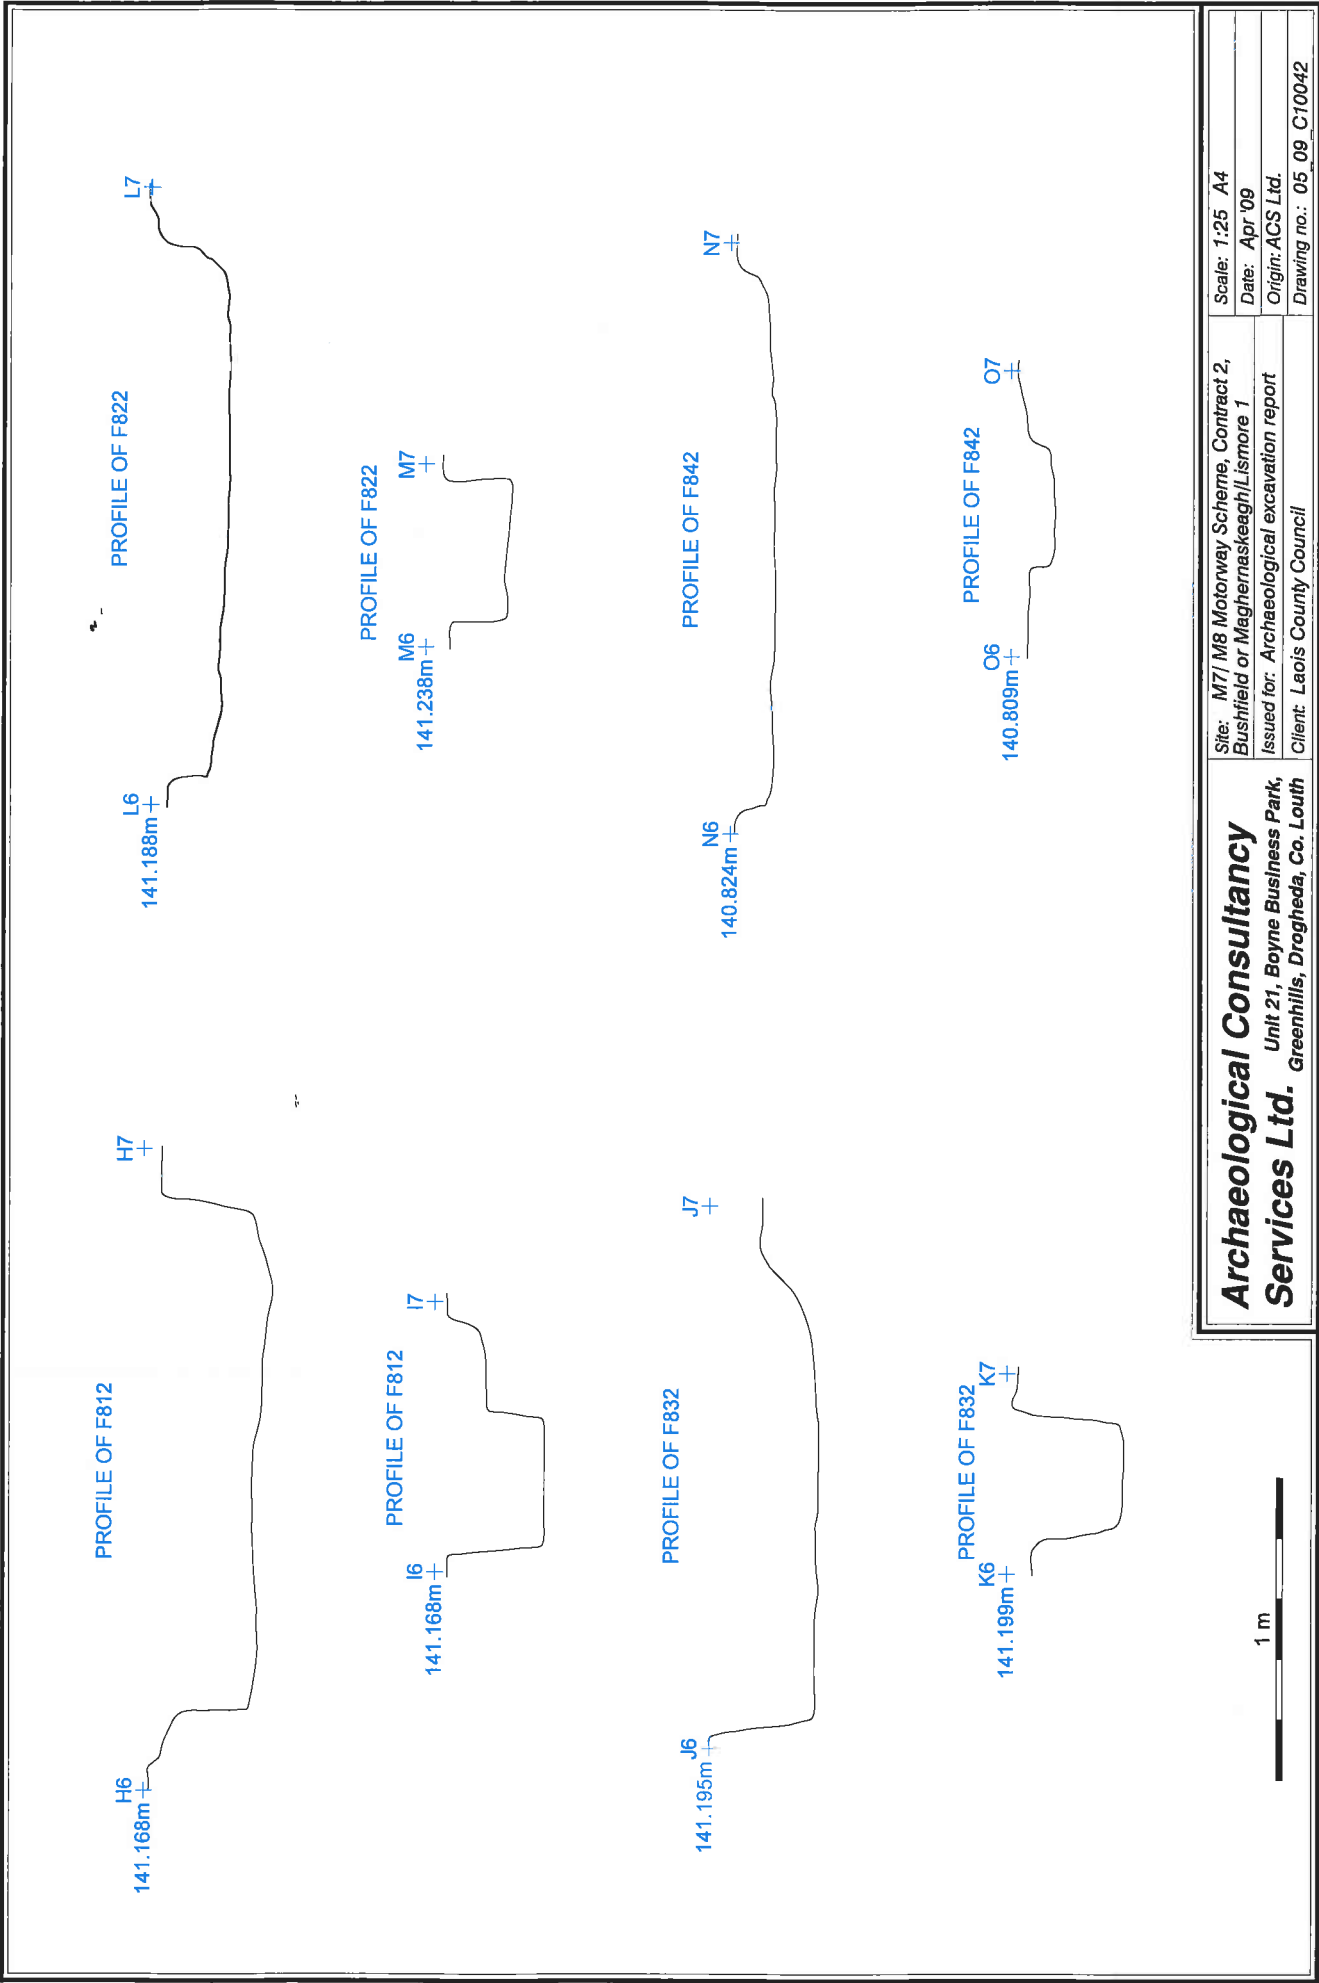 PROFILE OF F812
H6
H7
141.168m
PROFILE OF F822
L6
L7
141.188m
PROFILE OF F812
I6
I7
141.168m
PROFILE OF F822
M6
M7
141.238m
PROFILE OF F832
J6
J7
141.195m
PROFILE OF F842
N6
N7
140.824m
PROFILE OF F832
K6
K7
141.199m
PROFILE OF F842
O6
O7
140.809m
1 m
Archaeological Consultancy
Services Ltd.
Unit 21, Boyne Business Park,
Greenhills, Drogheda, Co. Louth
Site: M7/ M8 Motorway Scheme, Contract 2,
Bushfield or Maghernaskeagh/Lismore 1
Issued for: Archaeological excavation report
Client: Laois County Council
Scale: 1:25 A4
Date: Apr '09
Origin: ACS Ltd.
Drawing no.: 05_09_C10042